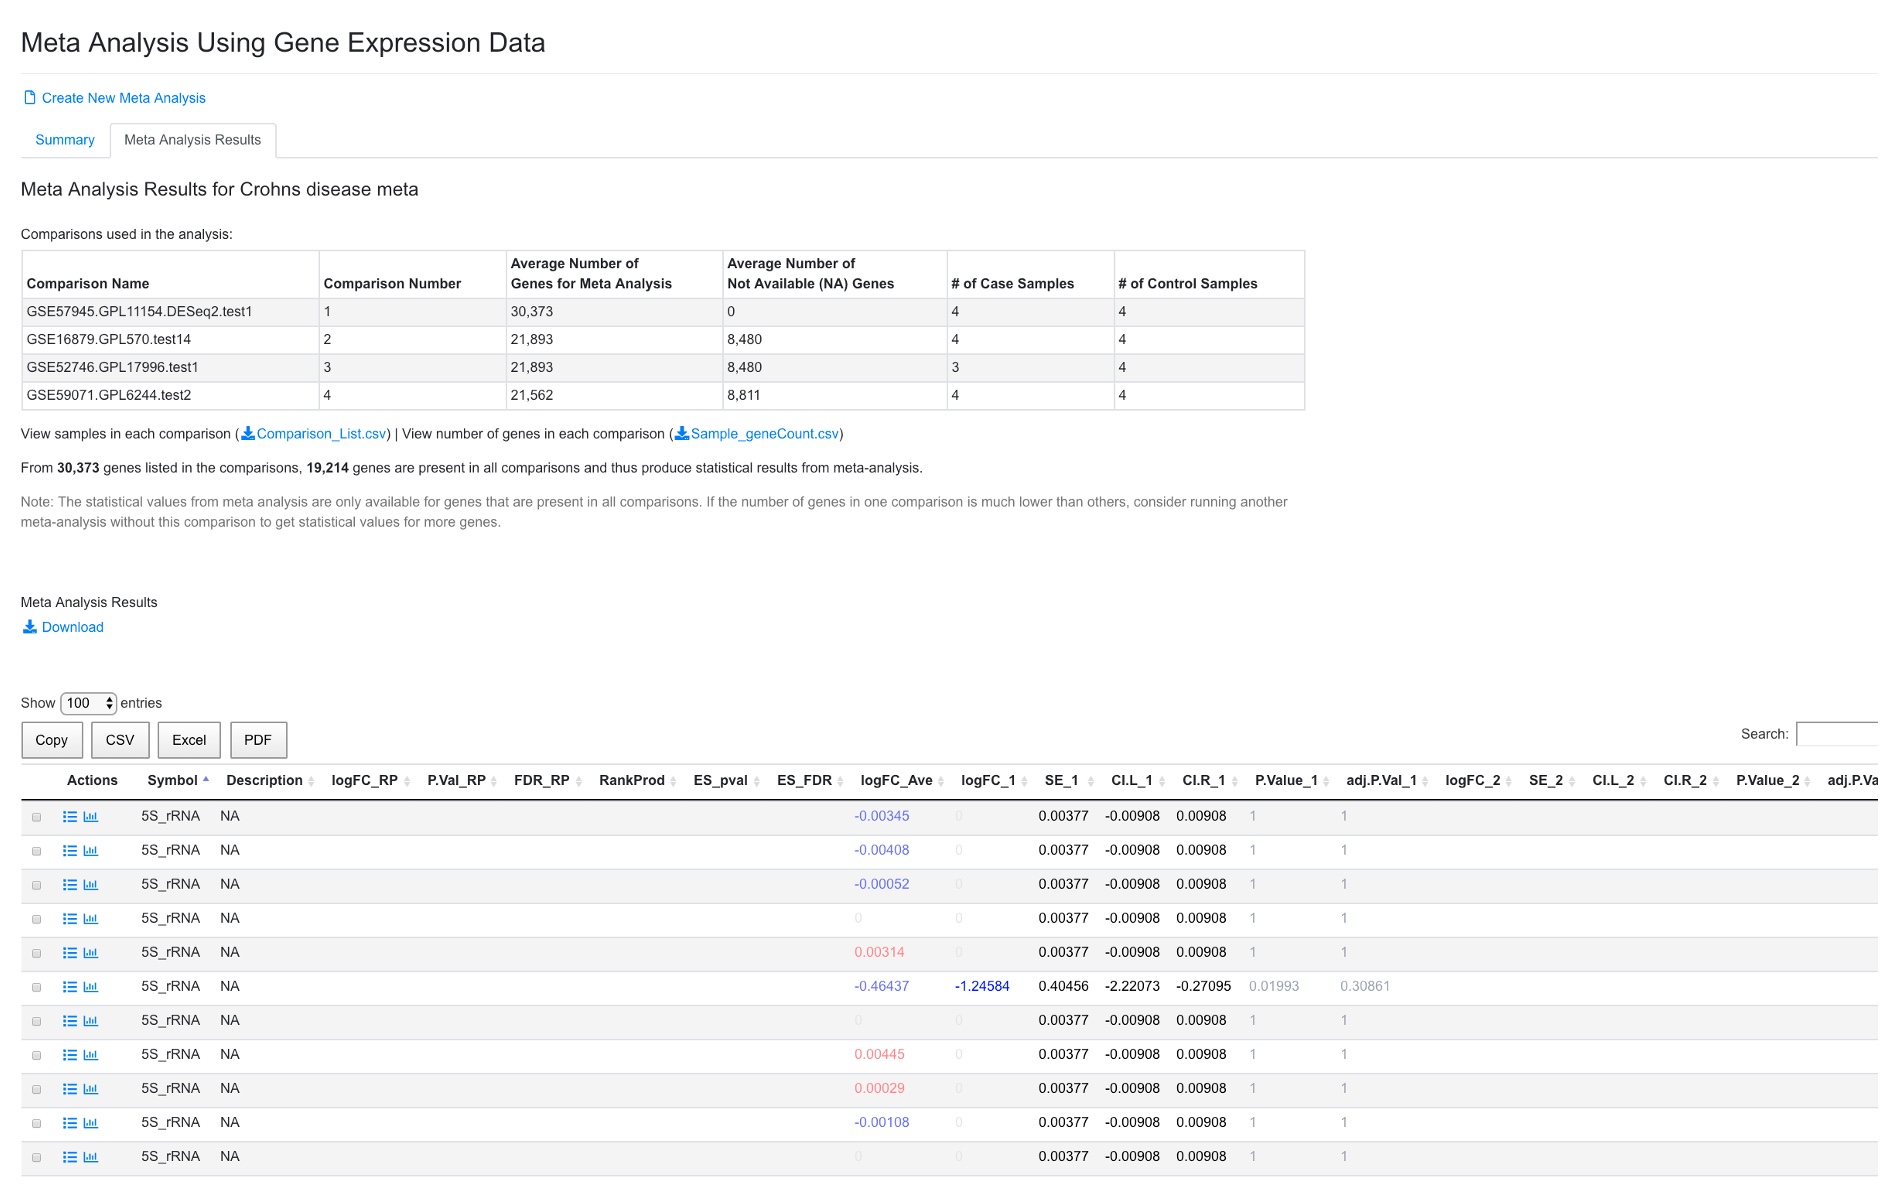 Meta Analysis Using Gene Expression Data
Create New Meta Analysis
Summary Meta Analysis Results
Meta Analysis Results for Crohns disease meta
Comparisons used in the analysis:
Comparison Name Comparison Number Average Number of Genes for Meta Analysis Average Number of Not Available (NA) Genes # of Case Samples # of Control Samples
GSE57945.GPL11154.DESeq2.test1 1 30,373 0 4 4
GSE16879.GPL570.test14 2 21,893 8,480 4 4
GSE52746.GPL17996.test1 3 21,893 8,480 3 4
GSE59071.GPL6244.test2 4 21,562 8,811 4 4
View samples in each comparison (Comparison_List.csv) | View number of genes in each comparison (Sample_geneCount.csv)
From 30,373 genes listed in the comparisons, 19,214 genes are present in all comparisons and thus produce statistical results from meta-analysis.
Note: The statistical values from meta analysis are only available for genes that are present in all comparisons. If the number of genes in one comparison is much lower than others, consider running another
meta-analysis without this comparison to get statistical values for more genes.
Meta Analysis Results
Download
Show 100 entries
Copy CSV Excel PDF Search:
Actions Symbol Description logFC_RP P.Val_RP FDR_RP RankProd ES_pval ES_FDR logFC_Ave logFC_1 SE_1 CI.L_1 CI.R_1 P.Value_1 adj.P.Val_1 logFC_2 SE_2 CI.L_2 CI.R_2 P.Value_2 adj.P.Va
5S_rRNA NA -0.00345 0 0.00377 -0.00908 0.00908 1 1
5S_rRNA NA -0.00408 0 0.00377 -0.00908 0.00908 1 1
5S_rRNA NA -0.00052 0 0.00377 -0.00908 0.00908 1 1
5S_rRNA NA 0 0 0.00377 -0.00908 0.00908 1 1
5S_rRNA NA 0.00314 0 0.00377 -0.00908 0.00908 1 1
5S_rRNA NA -0.46437 -1.24584 0.40456 -2.22073 -0.27095 0.01993 0.30861
5S_rRNA NA 0 0 0.00377 -0.00908 0.00908 1 1
5S_rRNA NA 0.00445 0 0.00377 -0.00908 0.00908 1 1
5S_rRNA NA 0.00029 0 0.00377 -0.00908 0.00908 1 1
5S_rRNA NA -0.00108 0 0.00377 -0.00908 0.00908 1 1
5S_rRNA NA 0 0 0.00377 -0.00908 0.00908 1 1